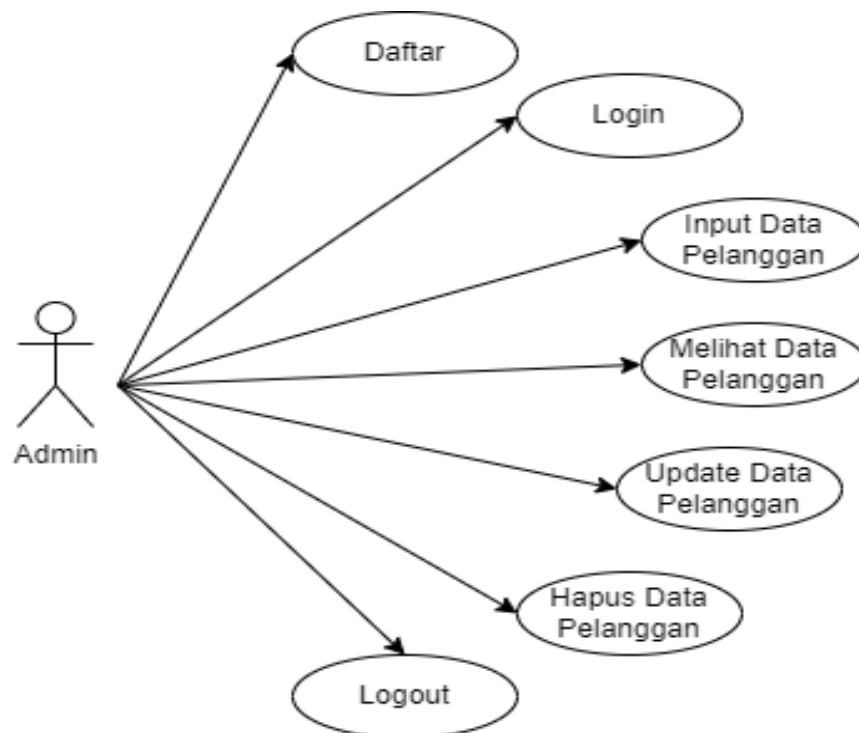 Daftar
Login
Input Data
Pelanggan
Melihat Data
Pelanggan
Admin
Update Data
Pelanggan
Hapus Data
Pelanggan
Logout